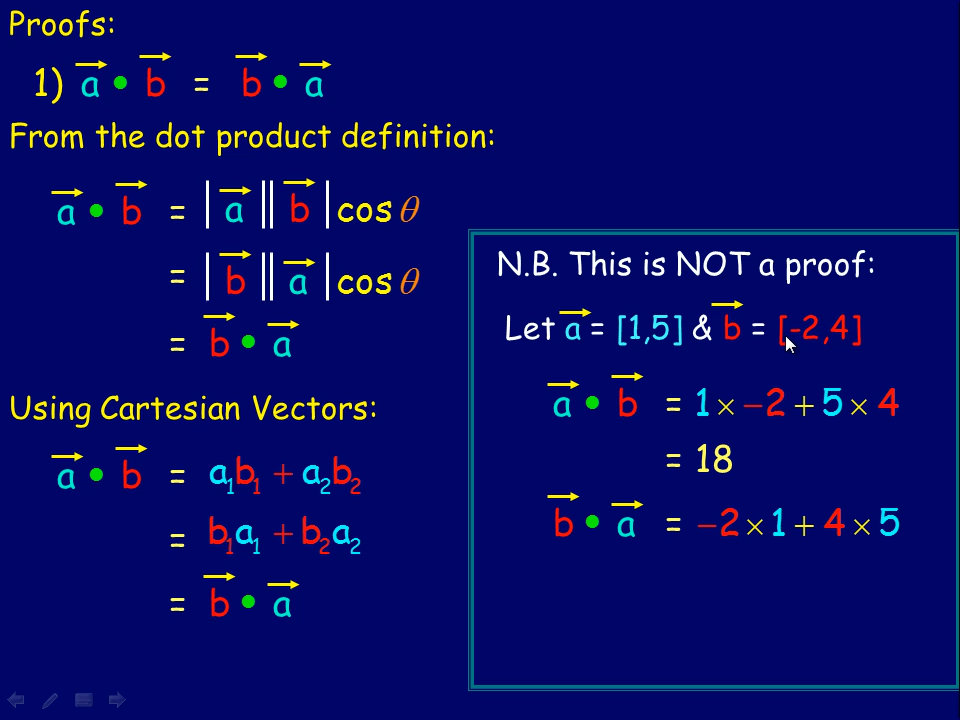 Proofs:
1) a • b = b • a
From the dot product definition:
a • b = |a||b|cos θ
= |b||a|cos θ
= b • a
Using Cartesian Vectors:
a • b = a₁b₁ + a₂b₂
= b₁a₁ + b₂a₂
= b • a
N.B. This is NOT a proof:
Let a = [1,5] & b = [-2,4]
a • b = 1 × −2 + 5 × 4
= 18
b • a = −2 × 1 + 4 × 5